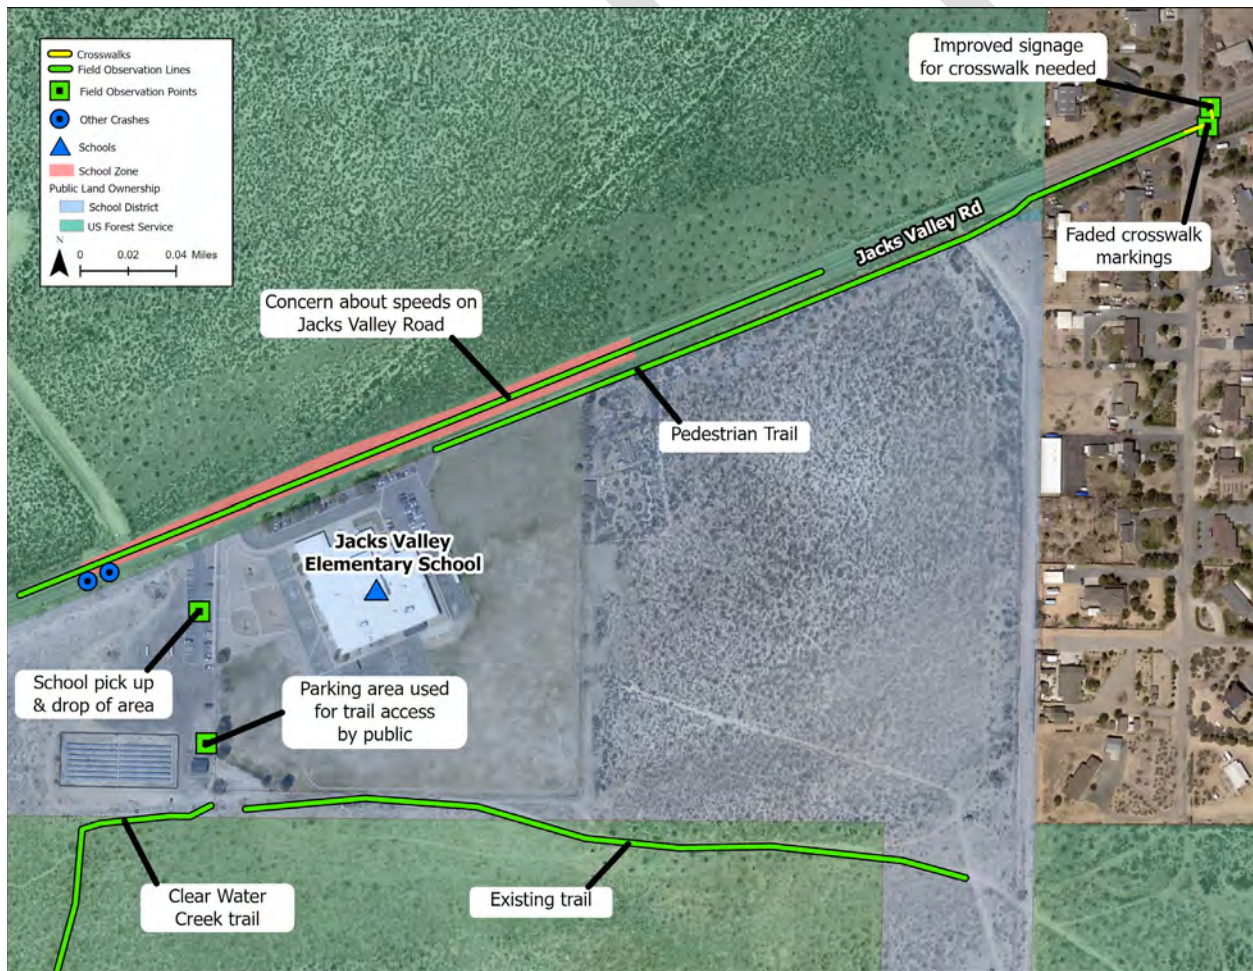 Crosswalks
Field Observation Lines
Field Observation Points
Other Crashes
Schools
School Zone
Public Land Ownership
School District
US Forest Service
N
0 0.02 0.04 Miles
Improved signage
for crosswalk needed
Faded crosswalk
markings
Jacks Valley Rd
Concern about speeds on
Jacks Valley Road
Pedestrian Trail
Jacks Valley
Elementary School
School pick up
& drop of area
Parking area used
for trail access
by public
Clear Water
Creek trail
Existing trail